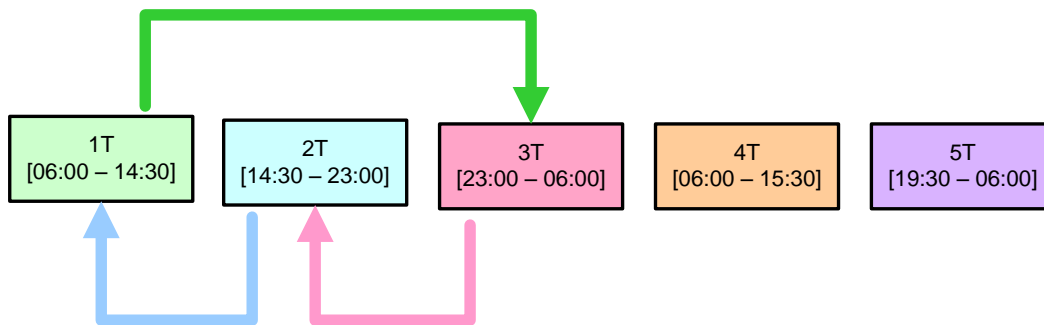 1T
[06:00 – 14:30]
2T
[14:30 – 23:00]
3T
[23:00 – 06:00]
4T
[06:00 – 15:30]
5T
[19:30 – 06:00]